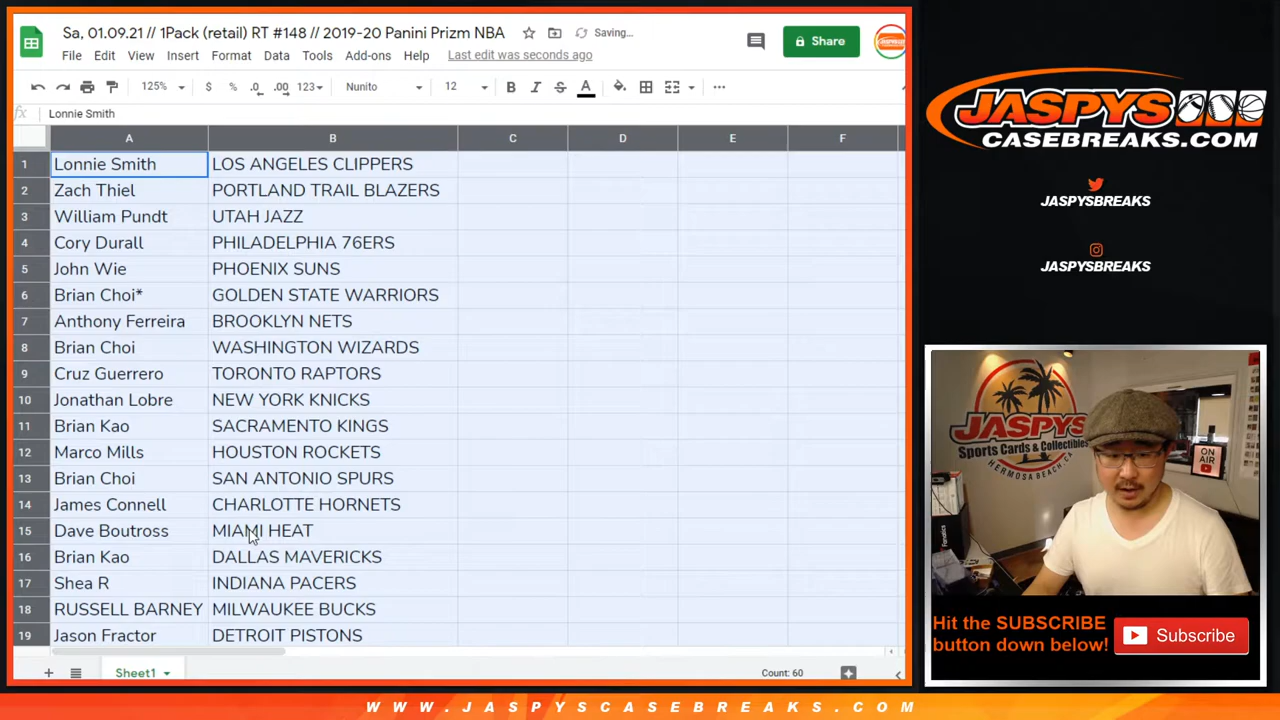 Sa, 01.09.21 // 1Pack (retail) RT #148 // 2019-20 Panini Prizm NBA Saving... Share
File Edit View Insert Format Data Tools Add-ons Help Last edit was seconds ago
125% $ % .0 .00 123 Nunito 12 B I S A
fx Lonnie Smith
A B C D E F
1 Lonnie Smith LOS ANGELES CLIPPERS
2 Zach Thiel PORTLAND TRAIL BLAZERS
3 William Pundt UTAH JAZZ
4 Cory Durall PHILADELPHIA 76ERS
5 John Wie PHOENIX SUNS
6 Brian Choi* GOLDEN STATE WARRIORS
7 Anthony Ferreira BROOKLYN NETS
8 Brian Choi WASHINGTON WIZARDS
9 Cruz Guerrero TORONTO RAPTORS
10 Jonathan Lobre NEW YORK KNICKS
11 Brian Kao SACRAMENTO KINGS
12 Marco Mills HOUSTON ROCKETS
13 Brian Choi SAN ANTONIO SPURS
14 James Connell CHARLOTTE HORNETS
15 Dave Boutross MIAMI HEAT
16 Brian Kao DALLAS MAVERICKS
17 Shea R INDIANA PACERS
18 RUSSELL BARNEY MILWAUKEE BUCKS
19 Jason Fractor DETROIT PISTONS
Sheet1 Count: 60
JASPYS
CASEBREAKS.COM
JASPYSBREAKS
JASPYSBREAKS
JASPYS
Sports Cards & Collectibles
HERMOSA BEACH, CA
ON AIR
Fanatics
Hit the SUBSCRIBE
button down below!
Subscribe
WWW.JASPYSCASEBREAKS.COM